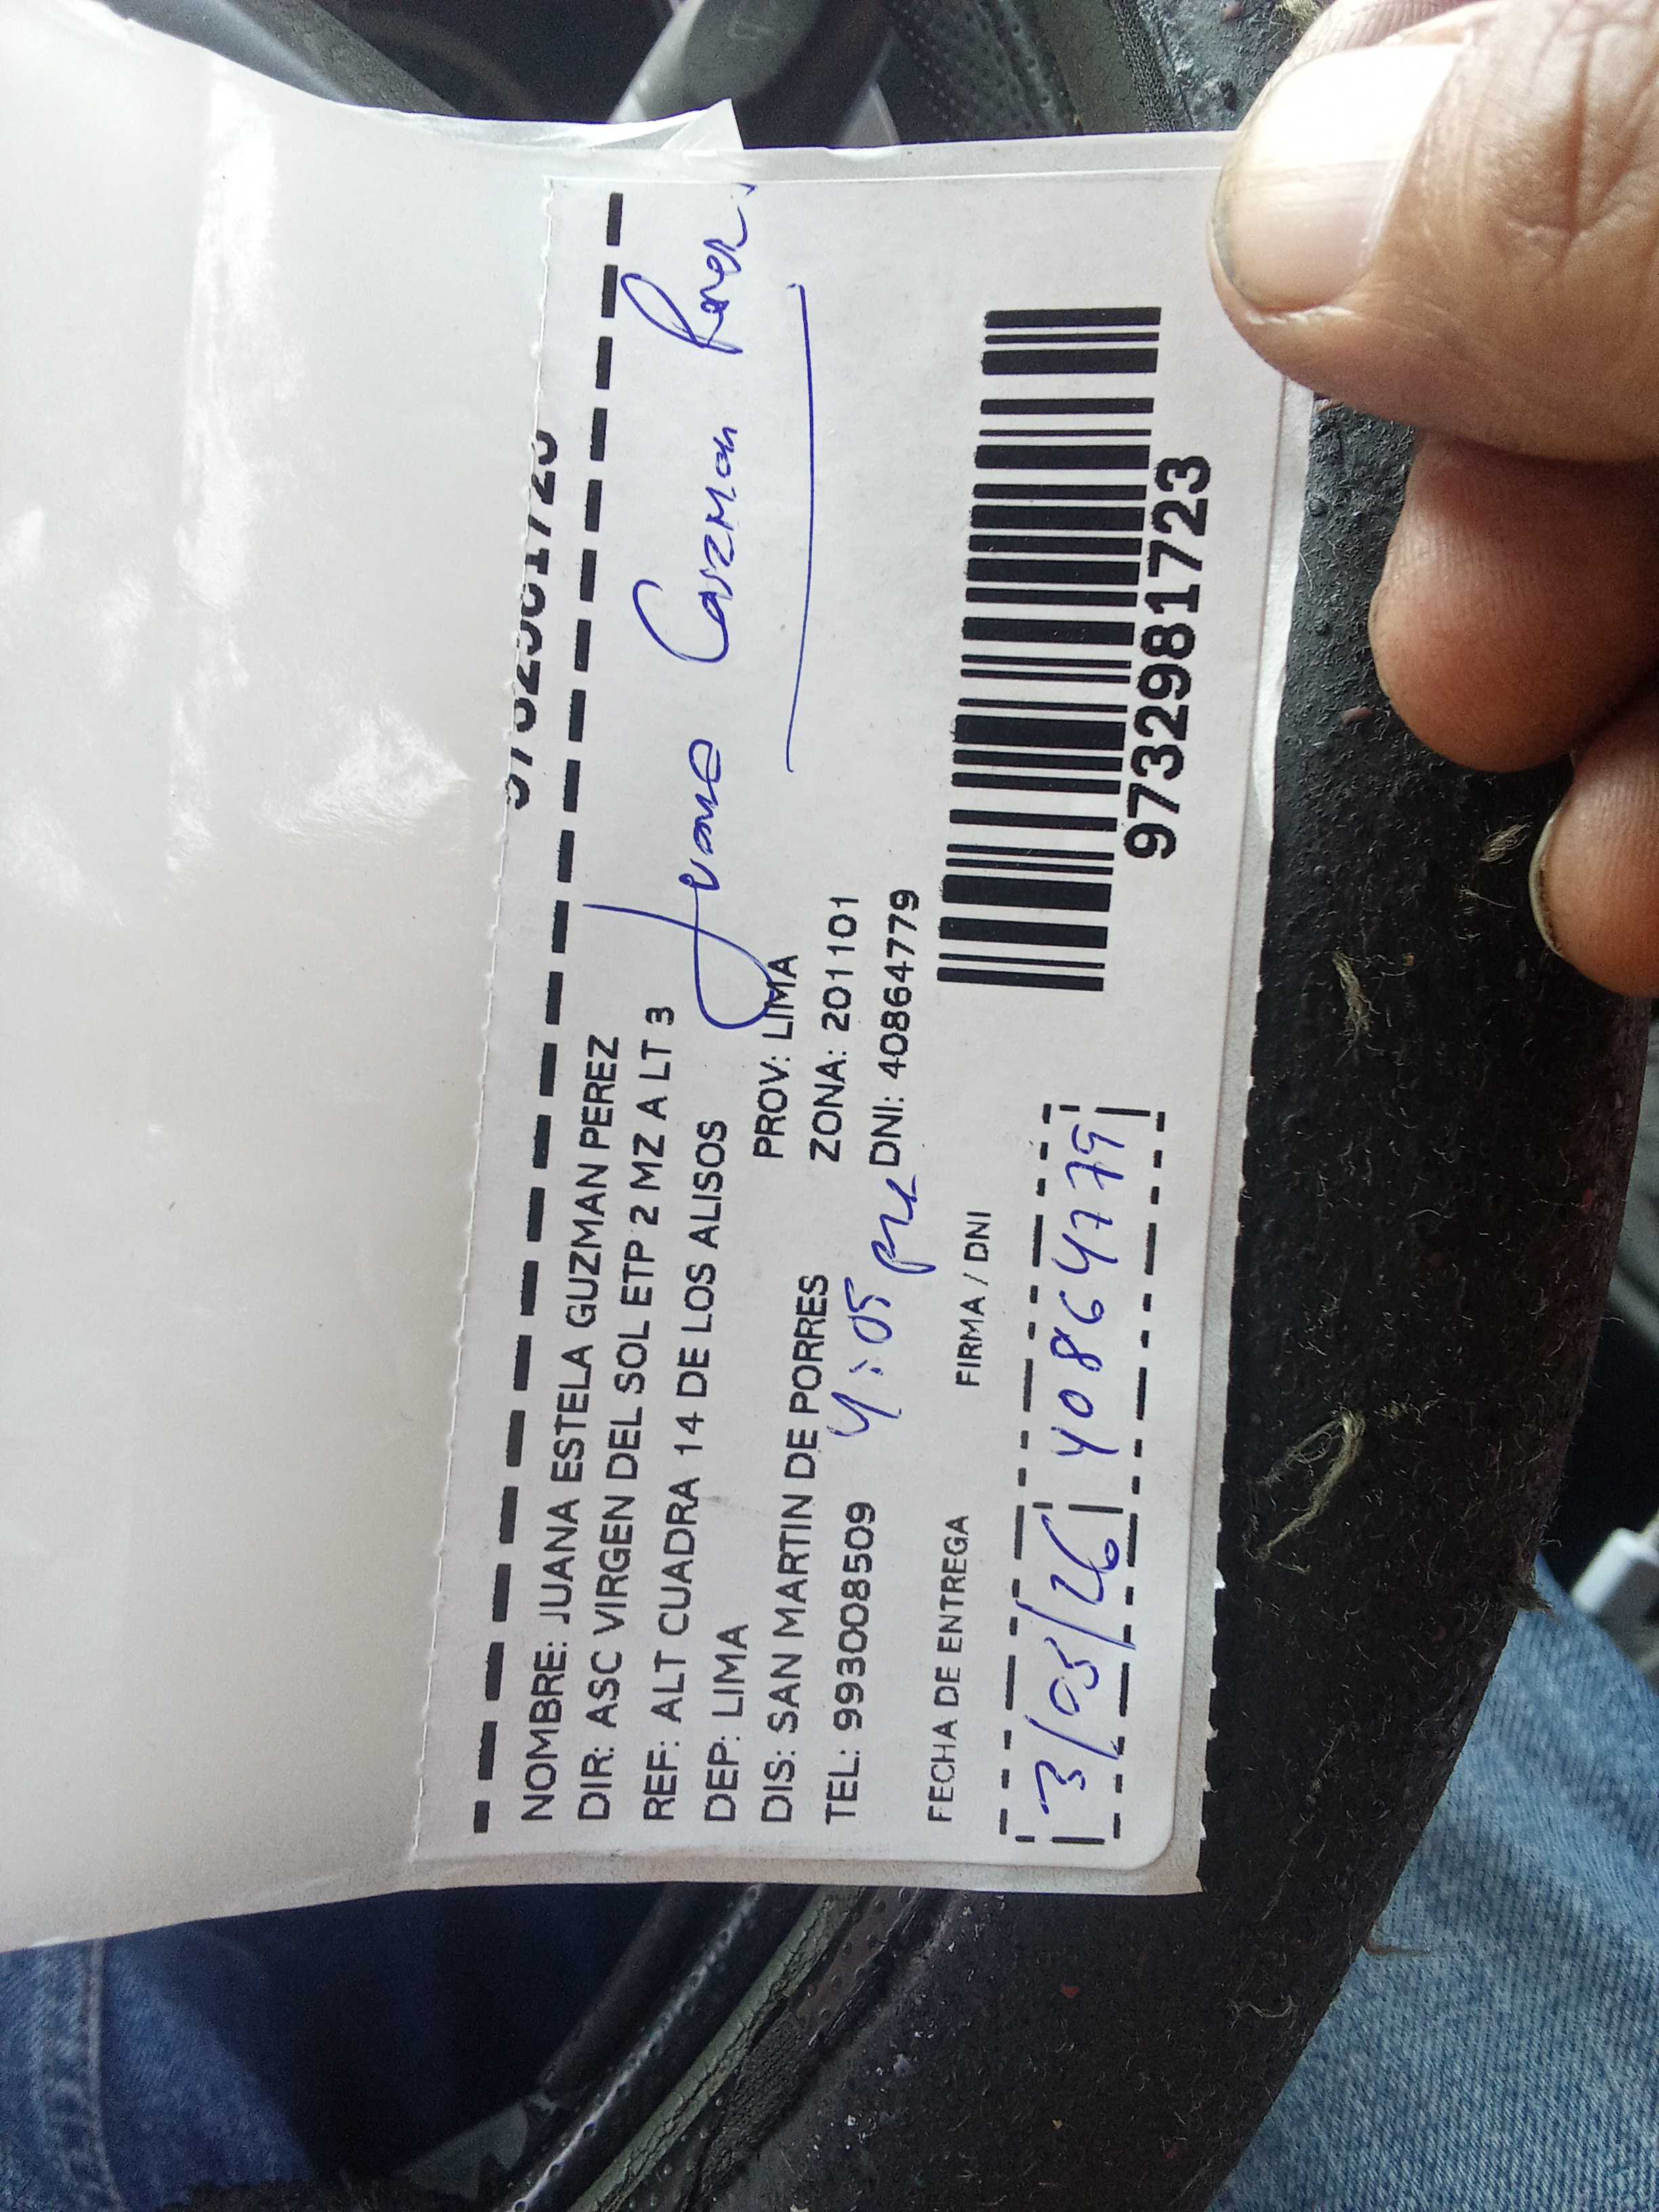 NOMBRE: JUANA ESTELA GUZMAN PEREZ
DIR: ASC VIRGEN DEL SOL ETP 2 MZ A LT 3
REF: ALT CUADRA 14 DE LOS ALISOS
DEP: LIMA PROV: LIMA
DIS: SAN MARTIN DE PORRES ZONA: 201101
TEL: 993008509 4:05 PM DNI: 40864779
FECHA DE ENTREGA FIRMA / DNI
3/05/26 40864779
9732981723